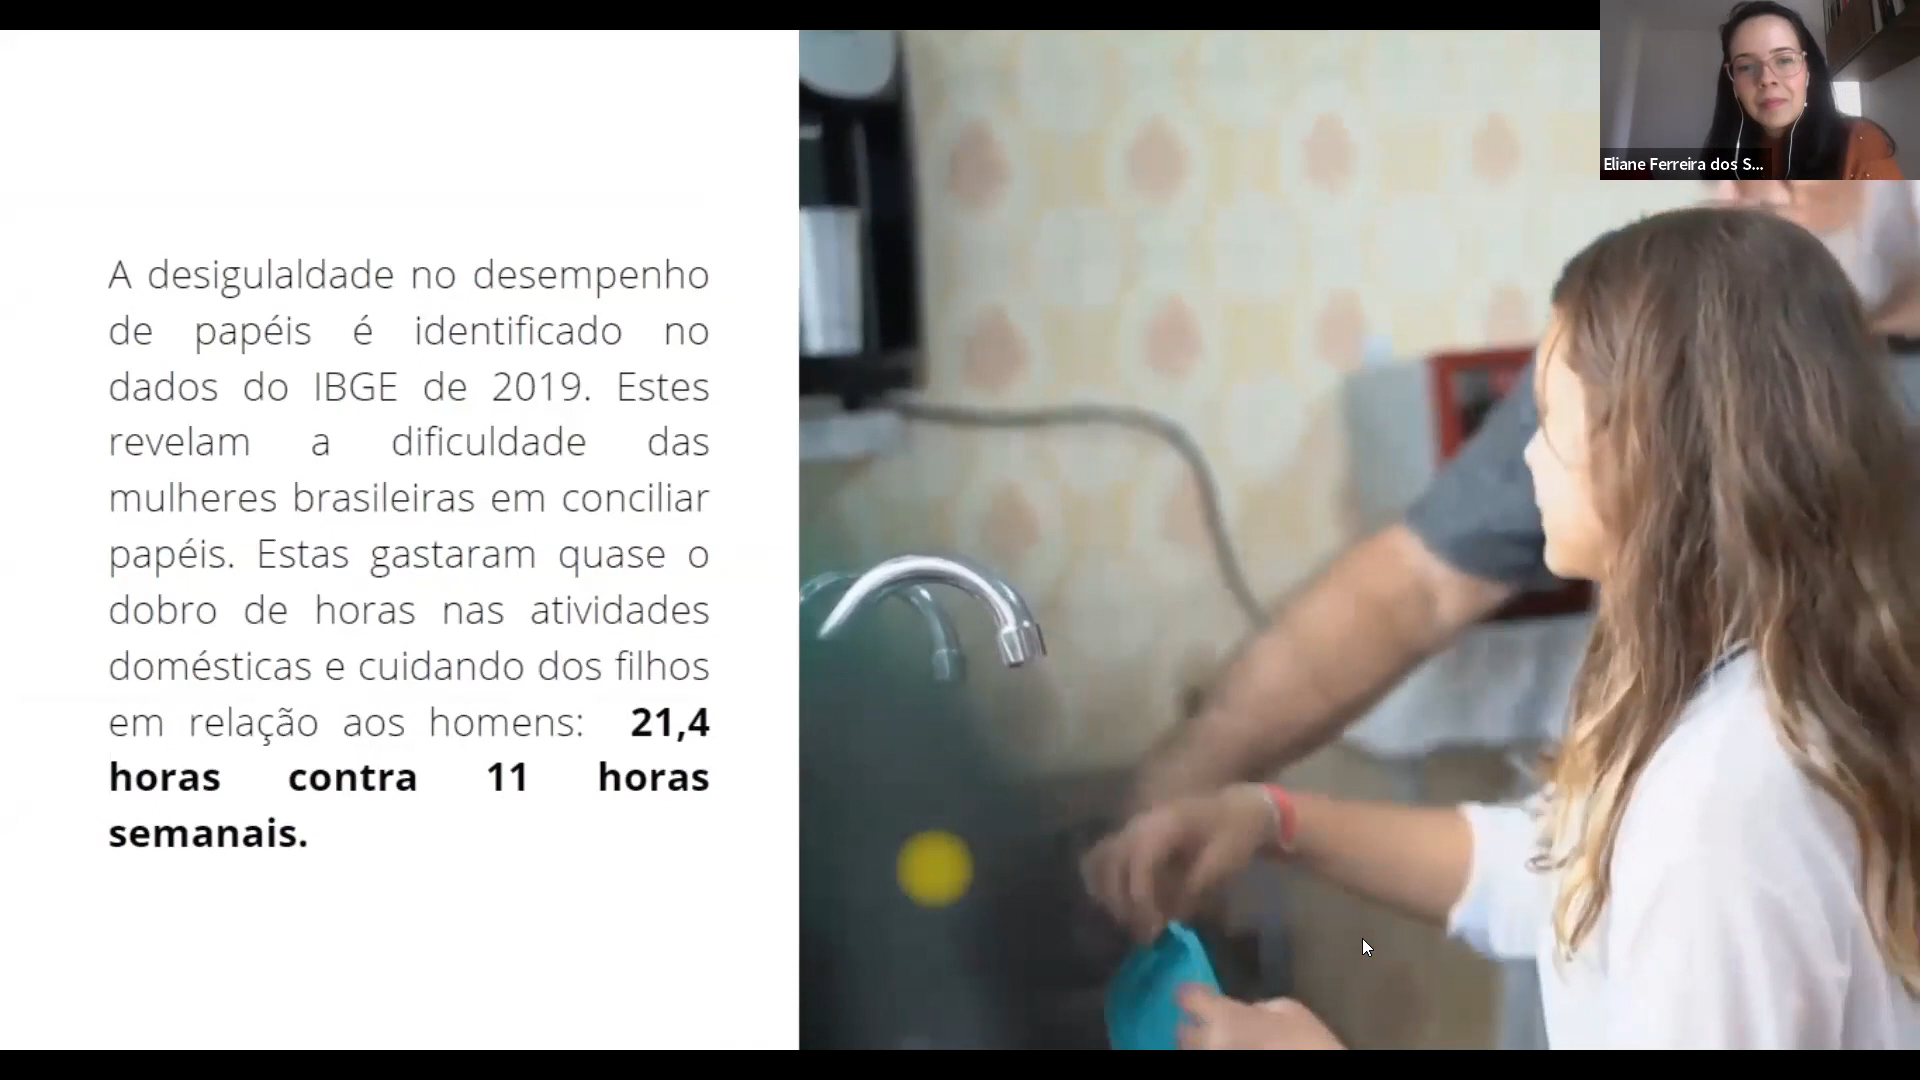 Eliane Ferreira dos S...
A desigulaldade no desempenho
de papéis é identificado no
dados do IBGE de 2019. Estes
revelam a dificuldade das
mulheres brasileiras em conciliar
papéis. Estas gastaram quase o
dobro de horas nas atividades
domésticas e cuidando dos filhos
em relação aos homens: 21,4
horas contra 11 horas
semanais.